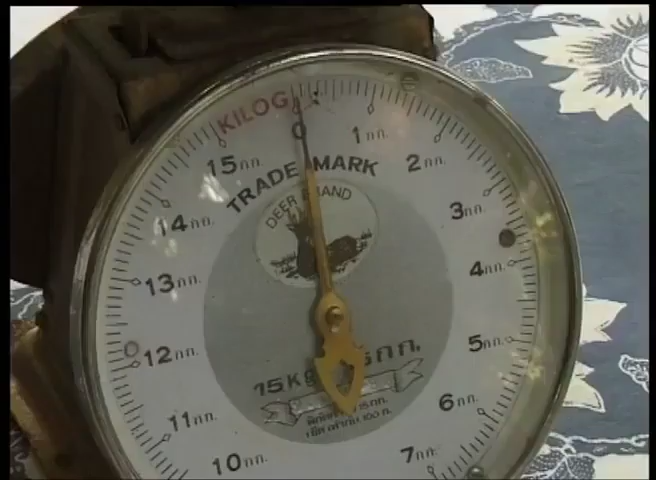 KILOG
0
1 กก.
2 กก.
3 กก.
4 กก.
5 กก.
6 กก.
7 กก.
10 กก.
11 กก.
12 กก.
13 กก.
14 กก.
15 กก.
TRADE MARK
DEER BRAND
15 KG
กก.